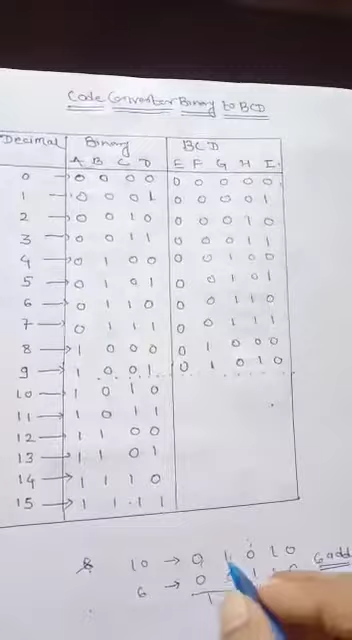 Code Converter Binary to BCD
Decimal Binary BCD
A B C D E F G H I
0 → 0 0 0 0 0 0 0 0 0
1 → 0 0 0 1 0 0 0 0 1
2 → 0 0 1 0 0 0 0 1 0
3 → 0 0 1 1 0 0 0 1 1
4 → 0 1 0 0 0 0 1 0 0
5 → 0 1 0 1 0 0 1 0 1
6 → 0 1 1 0 0 0 1 1 0
7 → 0 1 1 1 0 0 1 1 1
8 → 1 0 0 0 0 1 0 0 0
9 → 1 0 0 1 0 1 0 1 0
10 → 1 0 1 0
11 → 1 0 1 1
12 → 1 1 0 0
13 → 1 1 0 1
14 → 1 1 1 0
15 → 1 1 1 1
10 → 0 1 0 1 0 6 add
6 → 0